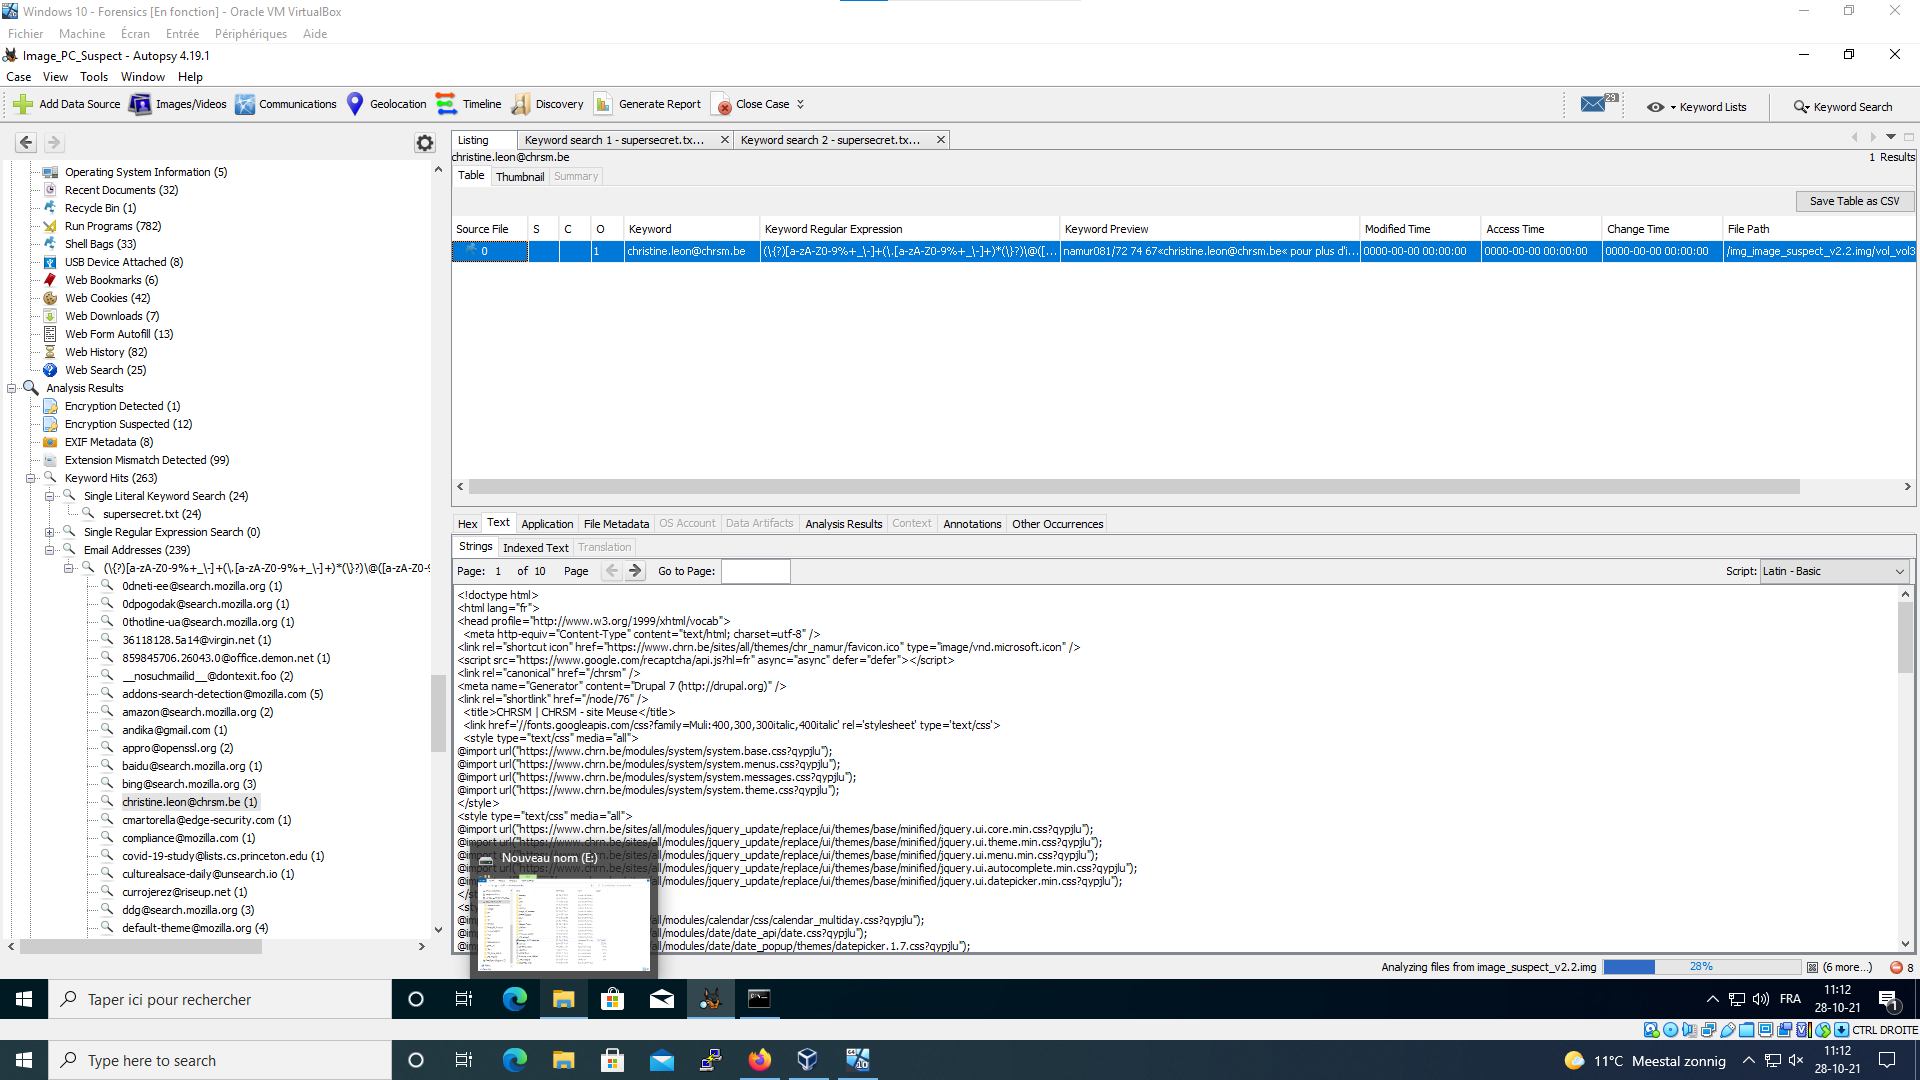 Windows 10 - Forensics [En fonction] - Oracle VM VirtualBox
Fichier Machine Écran Entrée Périphériques Aide
Image_PC_Suspect - Autopsy 4.19.1
Case View Tools Window Help
Add Data Source Images/Videos Communications Geolocation Timeline Discovery Generate Report Close Case 29 Keyword Lists Keyword Search
Listing Keyword search 1 - supersecret.tx... Keyword search 2 - supersecret.tx...
christine.leon@chrsm.be 1 Results
Table Thumbnail Summary
Save Table as CSV
Source File S C O Keyword Keyword Regular Expression Keyword Preview Modified Time Access Time Change Time File Path
0 1 christine.leon@chrsm.be (\{?)[a-zA-Z0-9%+_\-]+(\.[a-zA-Z0-9%+_\-]+)*(\}?)\@([... namur081/72 74 67«christine.leon@chrsm.be« pour plus d'i... 0000-00-00 00:00:00 0000-00-00 00:00:00 0000-00-00 00:00:00 /img_image_suspect_v2.2.img/vol_vol3
Operating System Information (5)
Recent Documents (32)
Recycle Bin (1)
Run Programs (782)
Shell Bags (33)
USB Device Attached (8)
Web Bookmarks (6)
Web Cookies (42)
Web Downloads (7)
Web Form Autofill (13)
Web History (82)
Web Search (25)
Analysis Results
Encryption Detected (1)
Encryption Suspected (12)
EXIF Metadata (8)
Extension Mismatch Detected (99)
Keyword Hits (263)
Single Literal Keyword Search (24)
supersecret.txt (24)
Single Regular Expression Search (0)
Email Addresses (239)
(\{?)[a-zA-Z0-9%+_\-]+(\.[a-zA-Z0-9%+_\-]+)*(\}?)\@([a-zA-Z0-9
0dneti-ee@search.mozilla.org (1)
0dpogodak@search.mozilla.org (1)
0thotline-ua@search.mozilla.org (1)
36118128.5a14@virgin.net (1)
859845706.26043.0@office.demon.net (1)
__nosuchmailid__@dontexit.foo (2)
addons-search-detection@mozilla.com (5)
amazon@search.mozilla.org (2)
andika@gmail.com (1)
appro@openssl.org (2)
baidu@search.mozilla.org (1)
bing@search.mozilla.org (3)
christine.leon@chrsm.be (1)
cmartorella@edge-security.com (1)
compliance@mozilla.com (1)
covid-19-study@lists.cs.princeton.edu (1)
culturealsace-daily@unsearch.io (1)
currojerez@riseup.net (1)
ddg@search.mozilla.org (3)
default-theme@mozilla.org (4)
Hex Text Application File Metadata OS Account Data Artifacts Analysis Results Context Annotations Other Occurrences
Strings Indexed Text Translation
Page: 1 of 10 Page Go to Page: Script: Latin - Basic
<!doctype html>
<html lang="fr">
<head profile="http://www.w3.org/1999/xhtml/vocab">
<meta http-equiv="Content-Type" content="text/html; charset=utf-8" />
<link rel="shortcut icon" href="https://www.chrn.be/sites/all/themes/chr_namur/favicon.ico" type="image/vnd.microsoft.icon" />
<script src="https://www.google.com/recaptcha/api.js?hl=fr" async="async" defer="defer"></script>
<link rel="canonical" href="/chrsm" />
<meta name="Generator" content="Drupal 7 (http://drupal.org)" />
<link rel="shortlink" href="/node/76" />
<title>CHRSM | CHRSM - site Meuse</title>
<link href='//fonts.googleapis.com/css?family=Muli:400,300,300italic,400italic' rel='stylesheet' type='text/css'>
<style type="text/css" media="all">
@import url("https://www.chrn.be/modules/system/system.base.css?qypjlu");
@import url("https://www.chrn.be/modules/system/system.menus.css?qypjlu");
@import url("https://www.chrn.be/modules/system/system.messages.css?qypjlu");
@import url("https://www.chrn.be/modules/system/system.theme.css?qypjlu");
</style>
<style type="text/css" media="all">
@import url("https://www.chrn.be/sites/all/modules/jquery_update/replace/ui/themes/base/minified/jquery.ui.core.min.css?qypjlu");
@import url("https://www.chrn.be/sites/all/modules/jquery_update/replace/ui/themes/base/minified/jquery.ui.theme.min.css?qypjlu");
all/modules/jquery_update/replace/ui/themes/base/minified/jquery.ui.menu.min.css?qypjlu");
all/modules/jquery_update/replace/ui/themes/base/minified/jquery.ui.autocomplete.min.css?qypjlu");
all/modules/jquery_update/replace/ui/themes/base/minified/jquery.ui.datepicker.min.css?qypjlu");
all/modules/calendar/css/calendar_multiday.css?qypjlu");
all/modules/date/date_api/date.css?qypjlu");
all/modules/date/date_popup/themes/datepicker.1.7.css?qypjlu");
Nouveau nom (E:)
Analyzing files from image_suspect_v2.2.img 28% (6 more...) 8
Taper ici pour rechercher FRA 11:12 28-10-21 1
CTRL DROITE
Type here to search 11°C Meestal zonnig 11:12 28-10-21